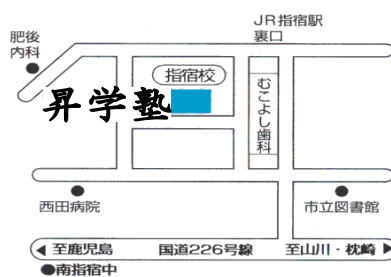 JR指宿駅
裏口
肥後
内科
指宿校
昇学塾
むこよし歯科
西田病院
市立図書館
至鹿児島
国道226号線
至山川・枕崎
南指宿中